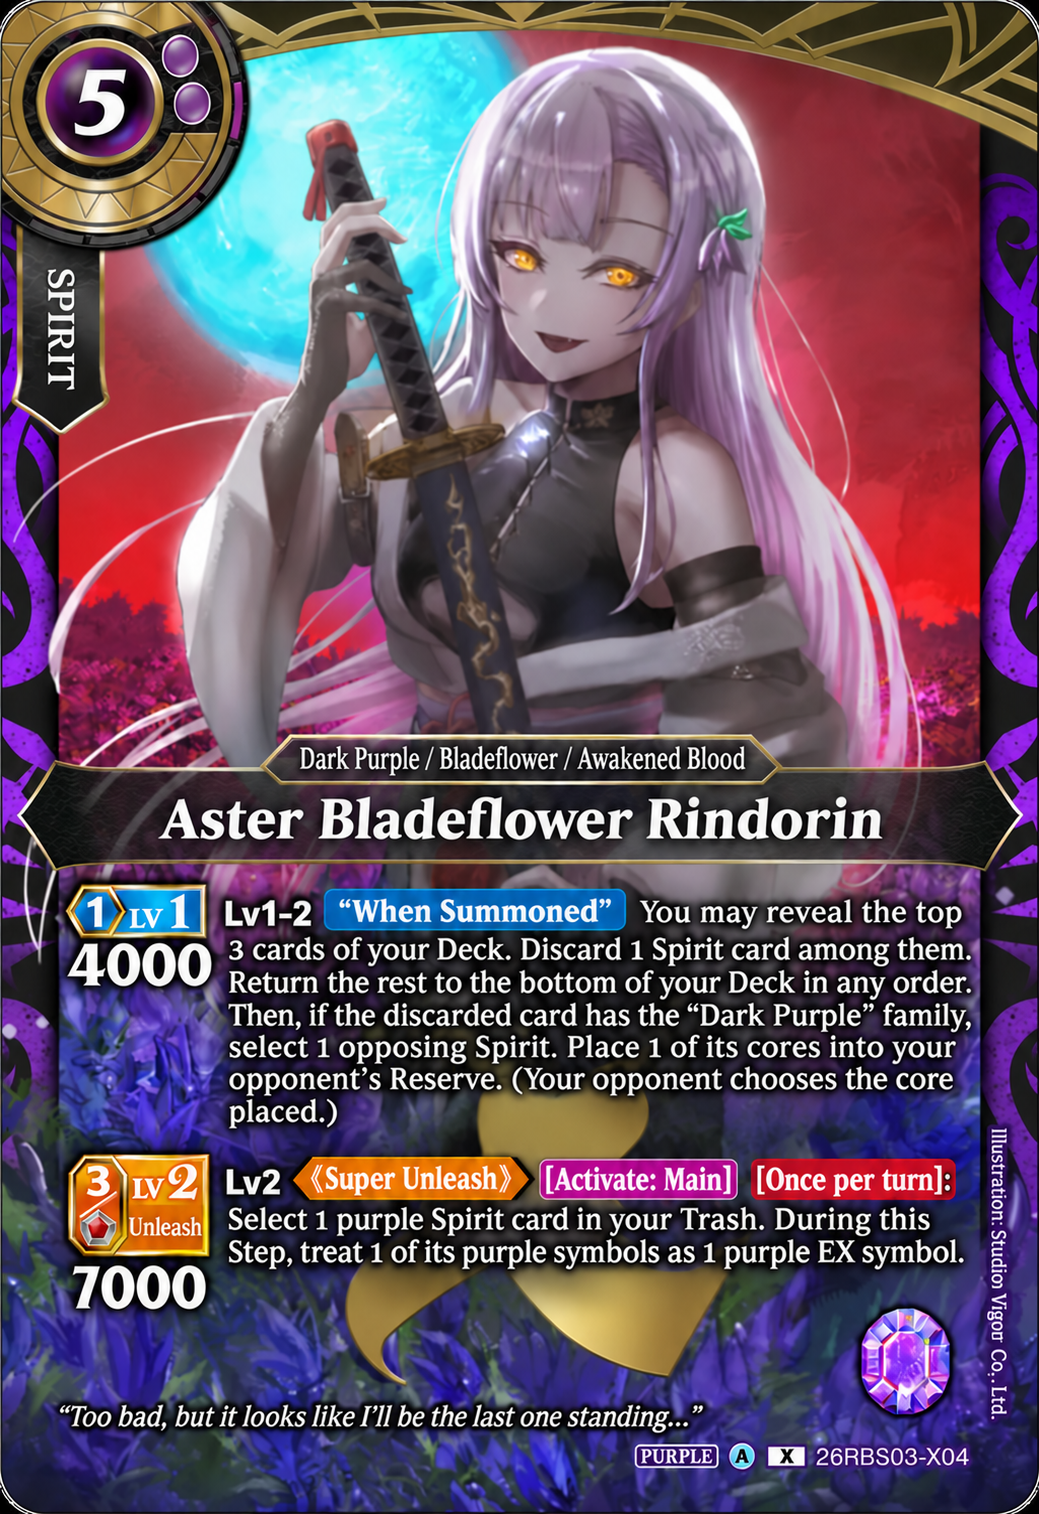 5
SPIRIT
Dark Purple / Bladeflower / Awakened Blood
Aster Bladeflower Rindorin
1 LV 1
4000
Lv1-2 “When Summoned” You may reveal the top
3 cards of your Deck. Discard 1 Spirit card among them.
Return the rest to the bottom of your Deck in any order.
Then, if the discarded card has the “Dark Purple” family,
select 1 opposing Spirit. Place 1 of its cores into your
opponent’s Reserve. (Your opponent chooses the core
placed.)
3 LV 2
Unleash
7000
Lv2 《Super Unleash》 [Activate: Main] [Once per turn]:
Select 1 purple Spirit card in your Trash. During this
Step, treat 1 of its purple symbols as 1 purple EX symbol.
Illustration: Studio Vigor Co,. Ltd.
“Too bad, but it looks like I’ll be the last one standing...”
PURPLE A X 26RBS03-X04